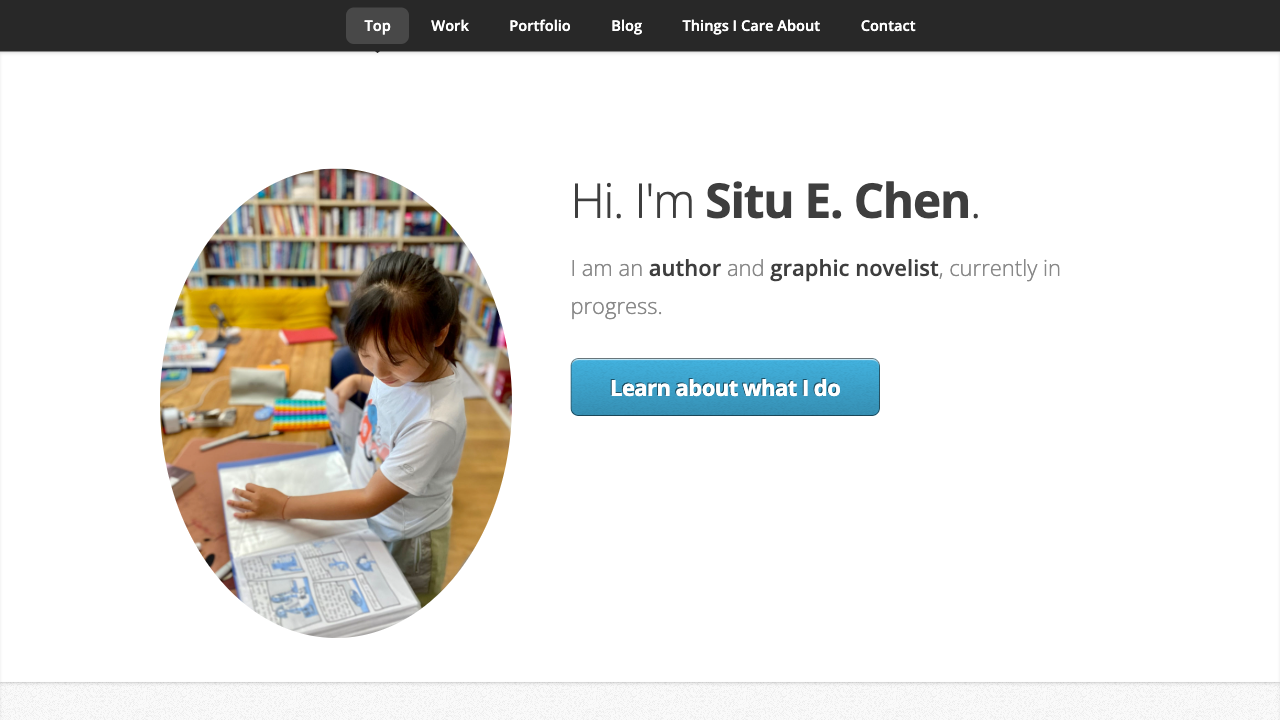 Top Work Portfolio Blog Things I Care About Contact
Hi. I'm Situ E. Chen.
I am an author and graphic novelist, currently in
progress.
Learn about what I do